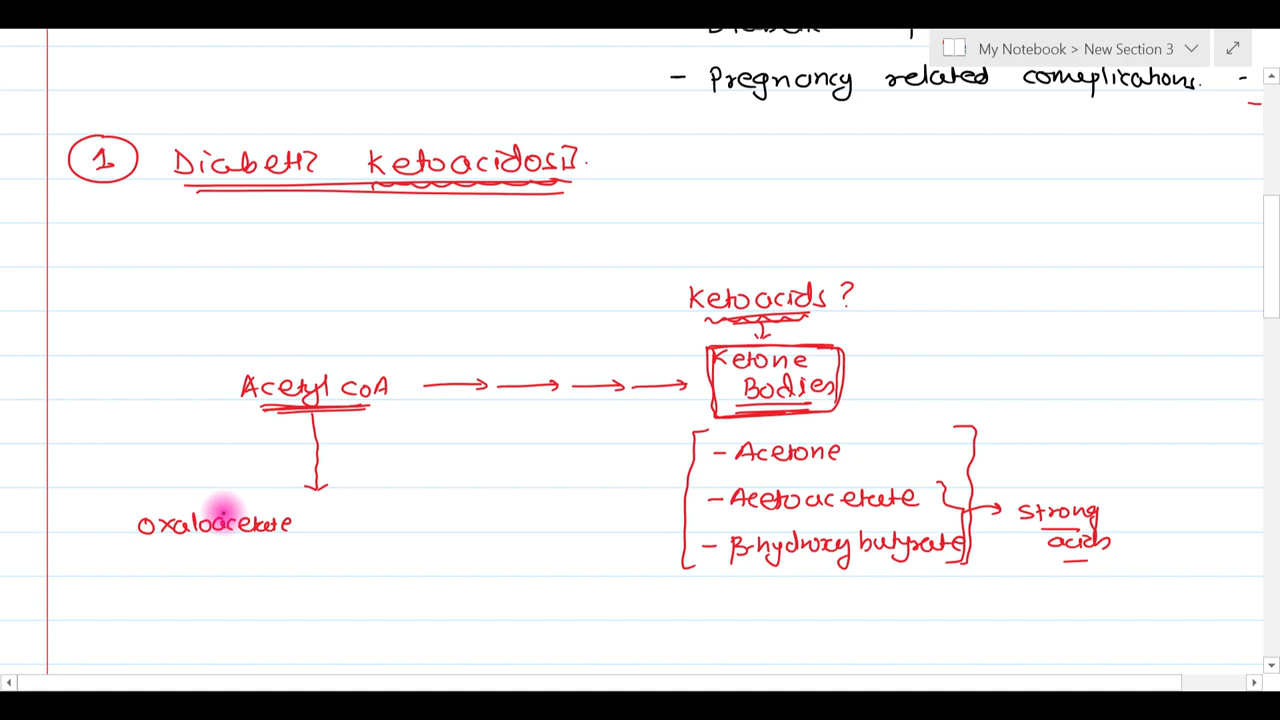 My Notebook > New Section 3
- Pregnancy related complications. -
1 Diabetic Ketoacidosis.
Ketoacids ?
Ketone
Bodies
Acetyl CoA
- Acetone
- Acetoacetate
- β-hydroxy butyrate
strong
acids
oxaloacetate